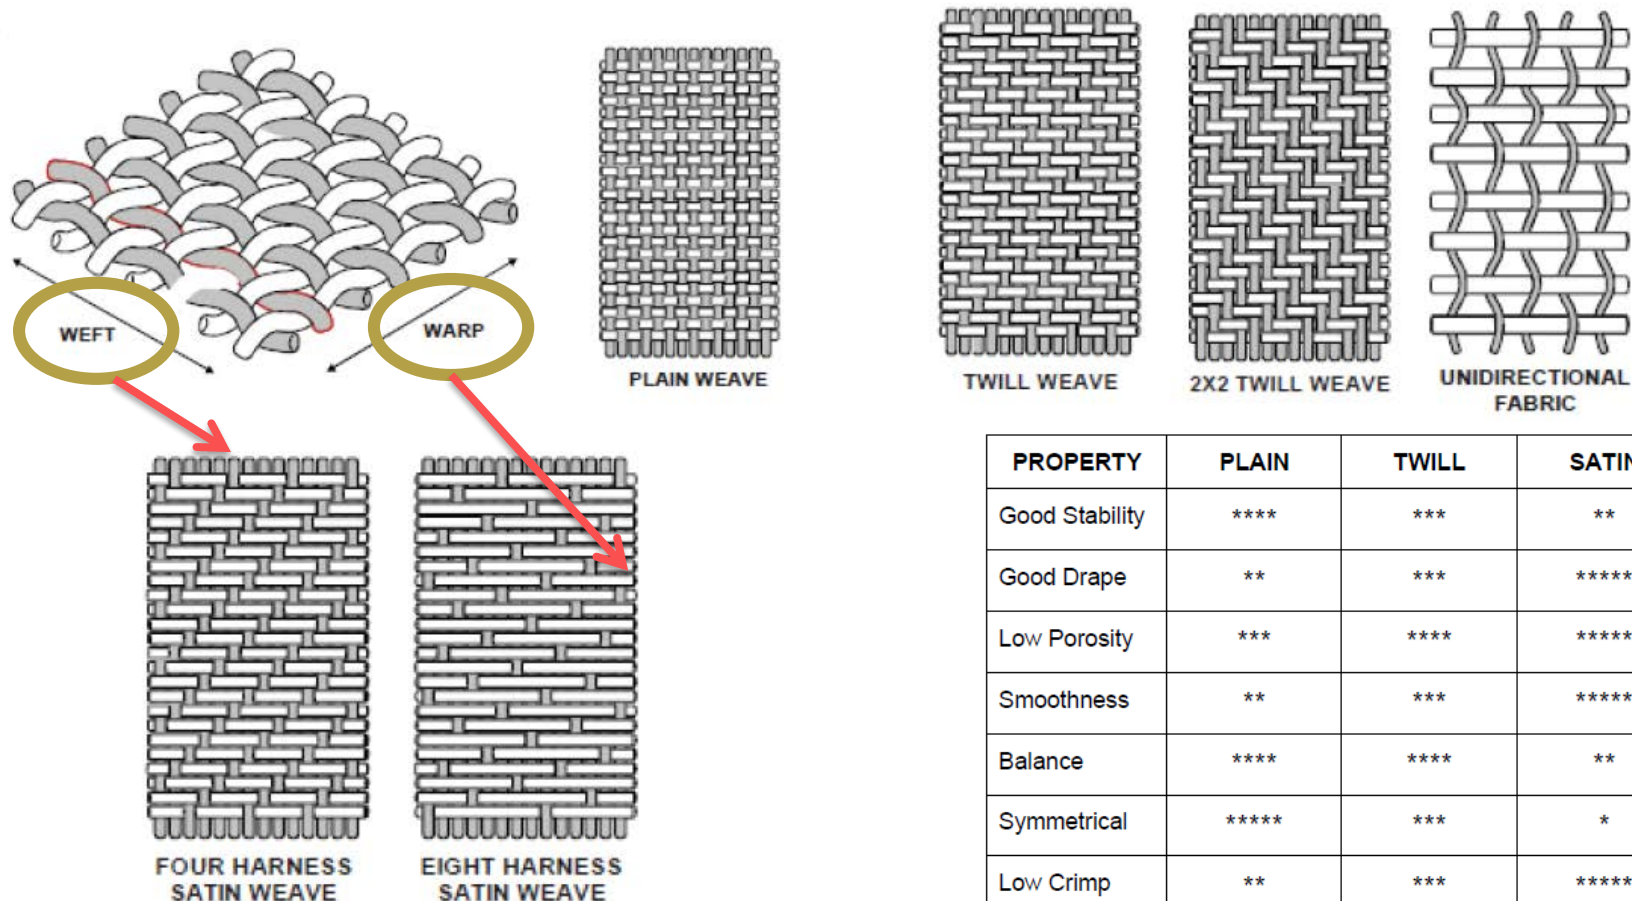 WEFT
WARP
PLAIN WEAVE
TWILL WEAVE
2X2 TWILL WEAVE
UNIDIRECTIONAL
FABRIC
FOUR HARNESS
SATIN WEAVE
EIGHT HARNESS
SATIN WEAVE
PROPERTY PLAIN TWILL SATIN
Good Stability **** *** **
Good Drape ** *** *****
Low Porosity *** **** *****
Smoothness ** *** *****
Balance **** **** **
Symmetrical ***** *** *
Low Crimp ** *** *****